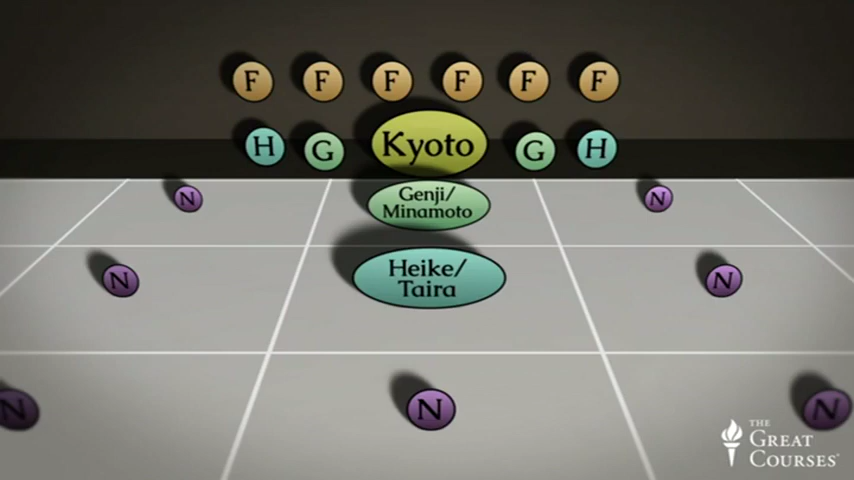 F F F F F F
H G Kyoto G H
N Genji/ N
Minamoto
N Heike/ N
Taira
N N N
THE
GREAT
COURSES®